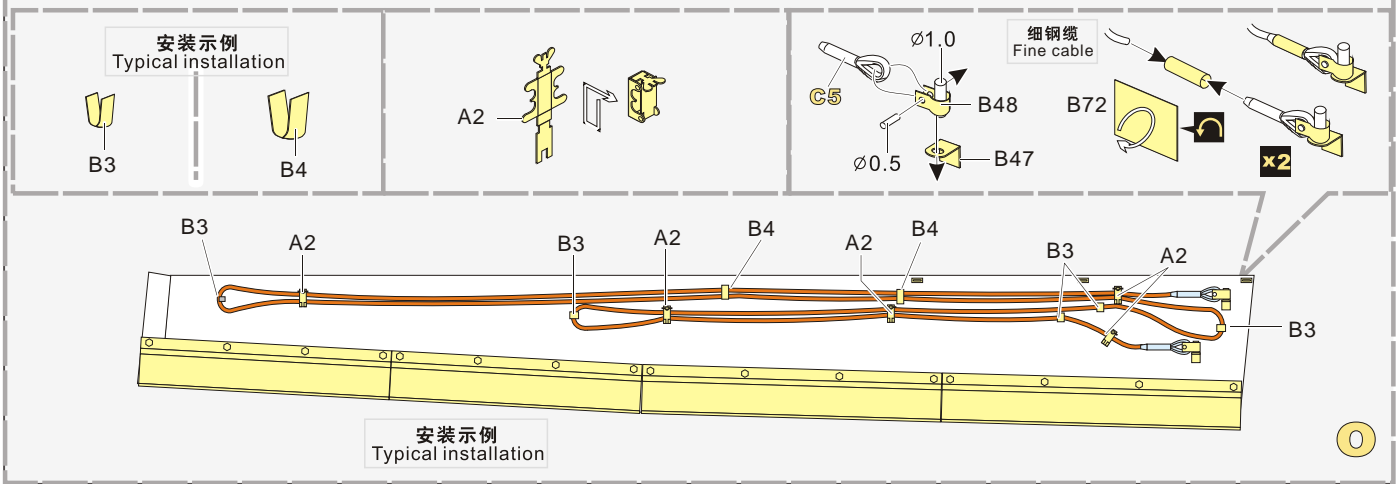 安装示例
Typical installation
B3
B4
A2
C5
Ø1.0
B48
Ø0.5
B47
细钢缆
Fine cable
B72
x2
B3
A2
B3
A2
B4
A2
B4
B3
A2
B3
安装示例
Typical installation
O